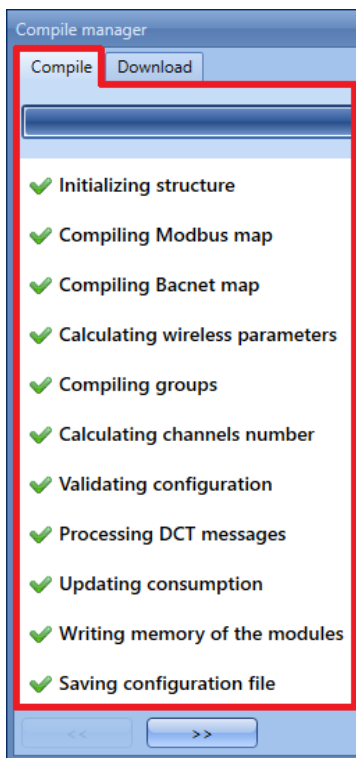 Compile manager
Compile Download
Initializing structure
Compiling Modbus map
Compiling Bacnet map
Calculating wireless parameters
Compiling groups
Calculating channels number
Validating configuration
Processing DCT messages
Updating consumption
Writing memory of the modules
Saving configuration file
<< >>